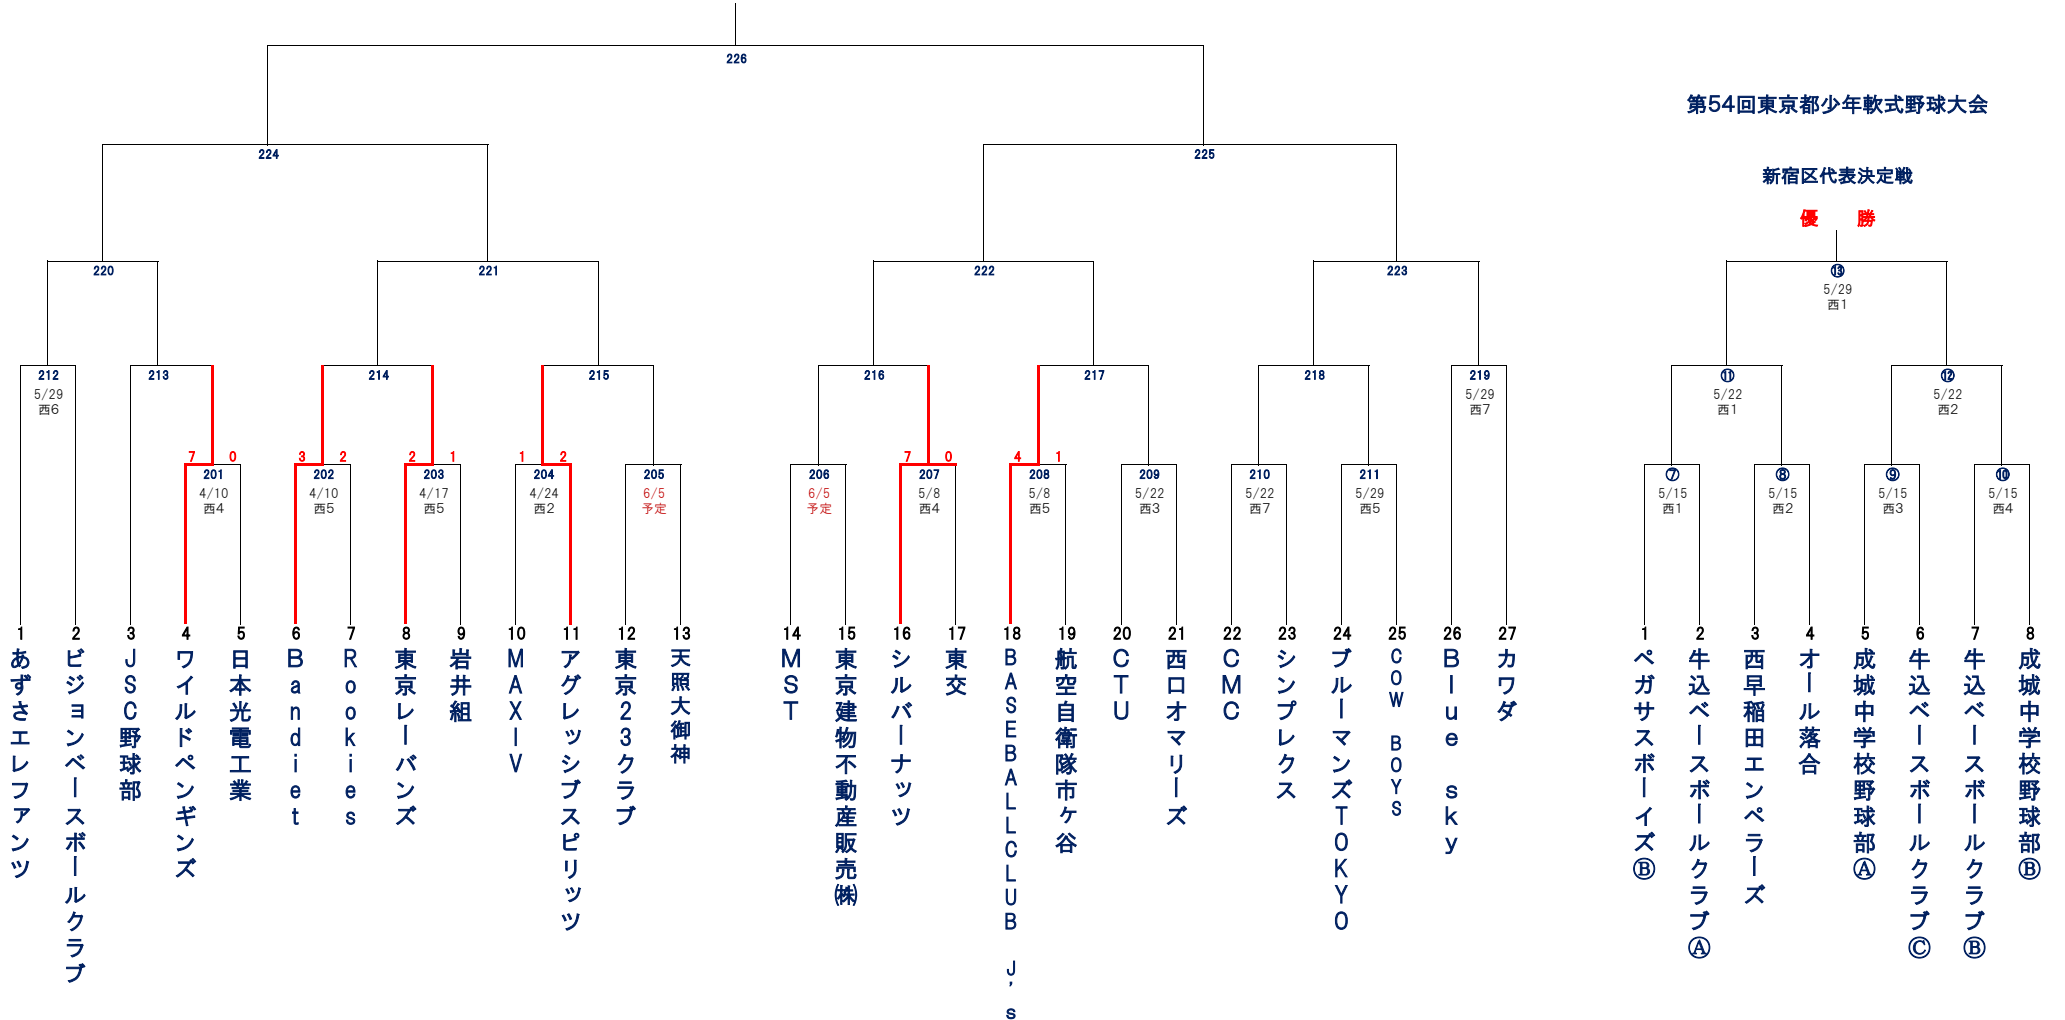 226
第54回東京都少年軟式野球大会
224
225
新宿区代表決定戦
優 勝
220
221
222
223
⑬
5/29
西1
212
5/29
西6
213
214
215
216
217
218
219
5/29
西7
⑪
5/22
西1
⑫
5/22
西2
7 0
201
4/10
西4
3 2
202
4/10
西5
2 1
203
4/17
西5
1 2
204
4/24
西2
205
6/5
予定
206
6/5
予定
7 0
207
5/8
西4
4 1
208
5/8
西5
209
5/22
西3
210
5/22
西7
211
5/29
西5
⑦
5/15
西1
⑧
5/15
西2
⑨
5/15
西3
⑩
5/15
西4
1
あずさエレファンツ
2
ビジョンベースボールクラブ
3
JSC野球部
4
ワイルドペンギンズ
5
日本光電工業
6
Bandiet
7
Rookies
8
東京レーバンズ
9
岩井組
10
MAXIV
11
アグレッシブスピリッツ
12
東京23クラブ
13
天照大御神
14
MST
15
東京建物不動産販売㈱
16
シルバーナッツ
17
東交
18
BASEBALLCLUB J’s
19
航空自衛隊市ケ谷
20
CTU
21
西口オマリーズ
22
CMC
23
シンプレクス
24
ブルーマンズTOKYO
25
COW BOYS
26
Blue sky
27
カワダ
1
ペガサスボーイズⒷ
2
牛込ベースボールクラブⒶ
3
西早稲田エンペラーズ
4
オール落合
5
成城中学校野球部Ⓐ
6
牛込ベースボールクラブⒸ
7
牛込ベースボールクラブⒷ
8
成城中学校野球部Ⓑ